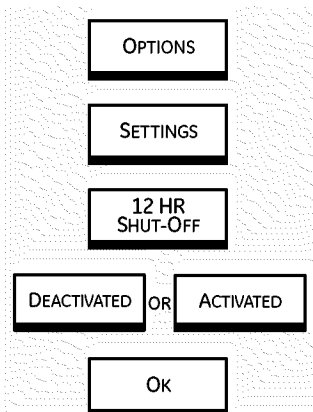 OPTIONS
SETTINGS
12 HR
SHUT-OFF
DEACTIVATED OR ACTIVATED
OK